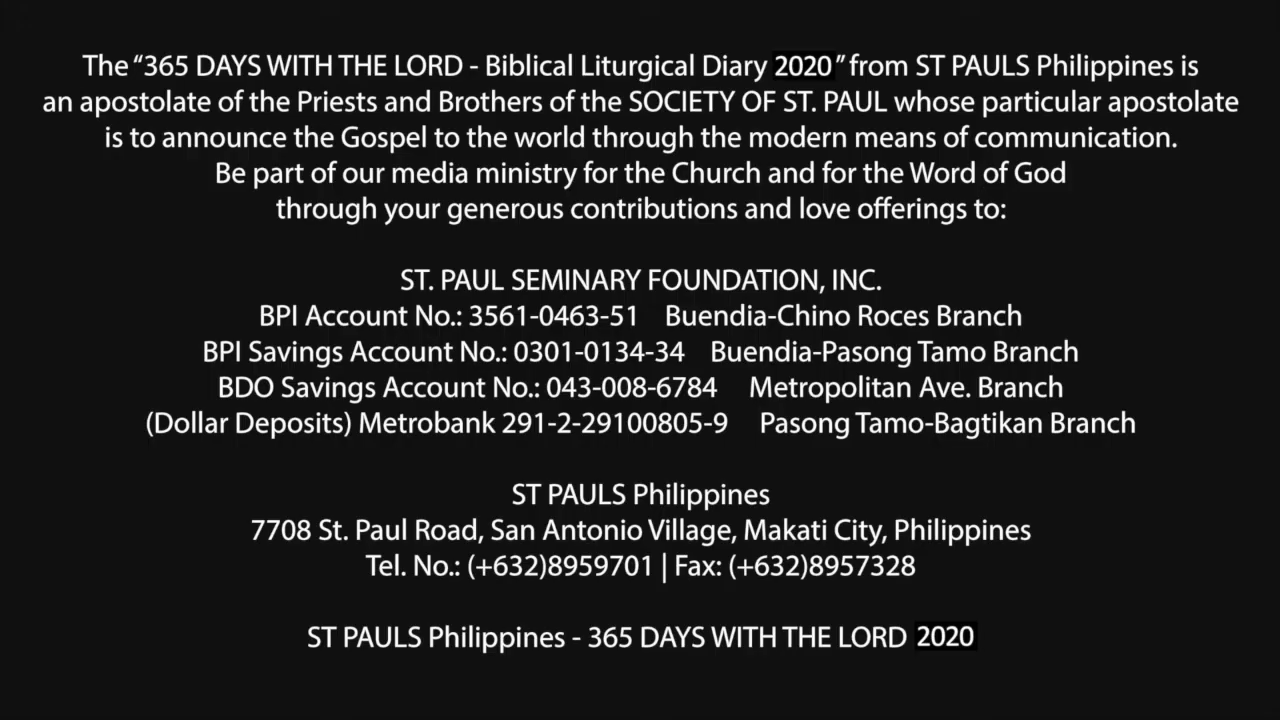 The “365 DAYS WITH THE LORD - Biblical Liturgical Diary 2020” from ST PAULS Philippines is
an apostolate of the Priests and Brothers of the SOCIETY OF ST. PAUL whose particular apostolate
is to announce the Gospel to the world through the modern means of communication.
Be part of our media ministry for the Church and for the Word of God
through your generous contributions and love offerings to:
ST. PAUL SEMINARY FOUNDATION, INC.
BPI Account No.: 3561-0463-51 Buendia-Chino Roces Branch
BPI Savings Account No.: 0301-0134-34 Buendia-Pasong Tamo Branch
BDO Savings Account No.: 043-008-6784 Metropolitan Ave. Branch
(Dollar Deposits) Metrobank 291-2-29100805-9 Pasong Tamo-Bagtikan Branch
ST PAULS Philippines
7708 St. Paul Road, San Antonio Village, Makati City, Philippines
Tel. No.: (+632)8959701 | Fax: (+632)8957328
ST PAULS Philippines - 365 DAYS WITH THE LORD 2020